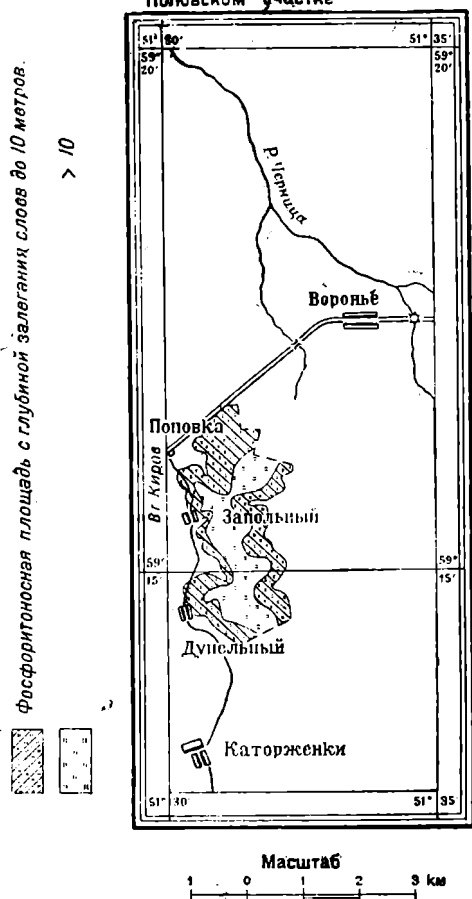 Поповском участке
51° 30′ 51° 35′
59° 20′ 59° 20′
р. Черница
Воронье
Поповка
Вг Киров
Запольный
59° 15′ 59° 15′
Дупельный
Каторженки
51° 30 51° 35
Фосфоритоносная площадь с глубиной залегания слоев до 10 метров.
> 10
Масштаб
1 0 1 2 3 км